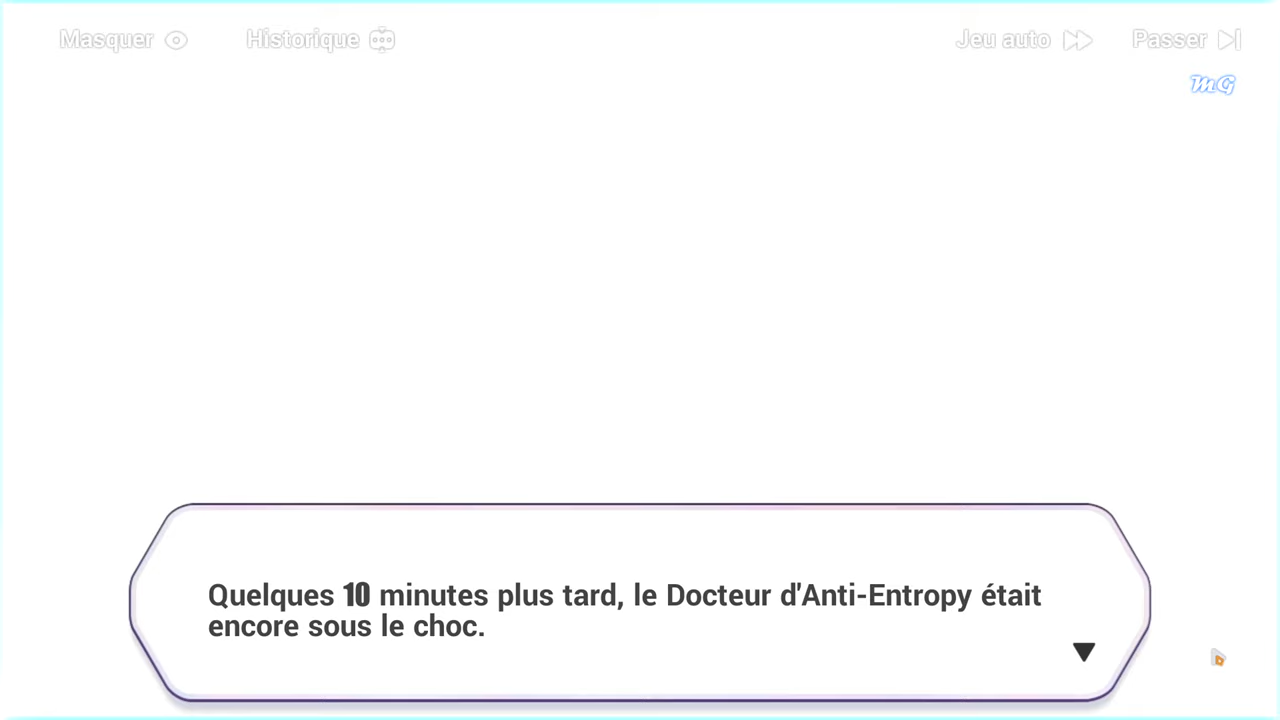 Masquer Historique Jeu auto Passer
MG
Quelques 10 minutes plus tard, le Docteur d'Anti-Entropy était
encore sous le choc.